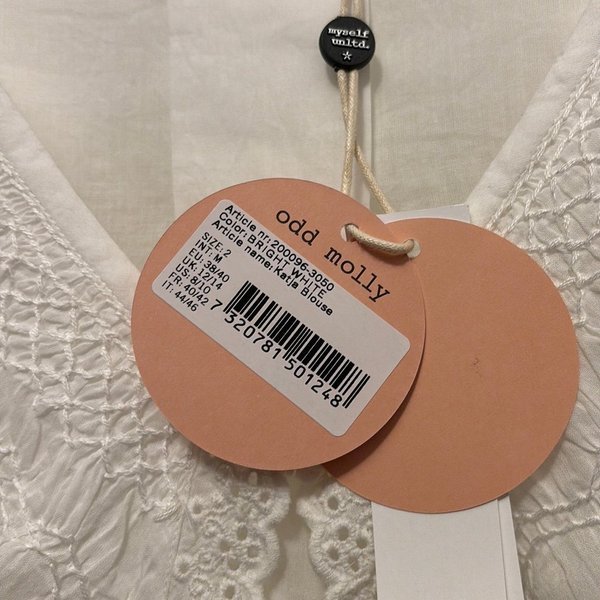 myself
unltd.
odd molly
Article nr: 200096-3050
Color: BRIGHT WHITE
Article name: Katja Blouse
SIZE: 2
INT: M
EU: 38/40
UK: 12/14
US: 8/10
FR: 40/42
IT: 44/46
7 320781 501248